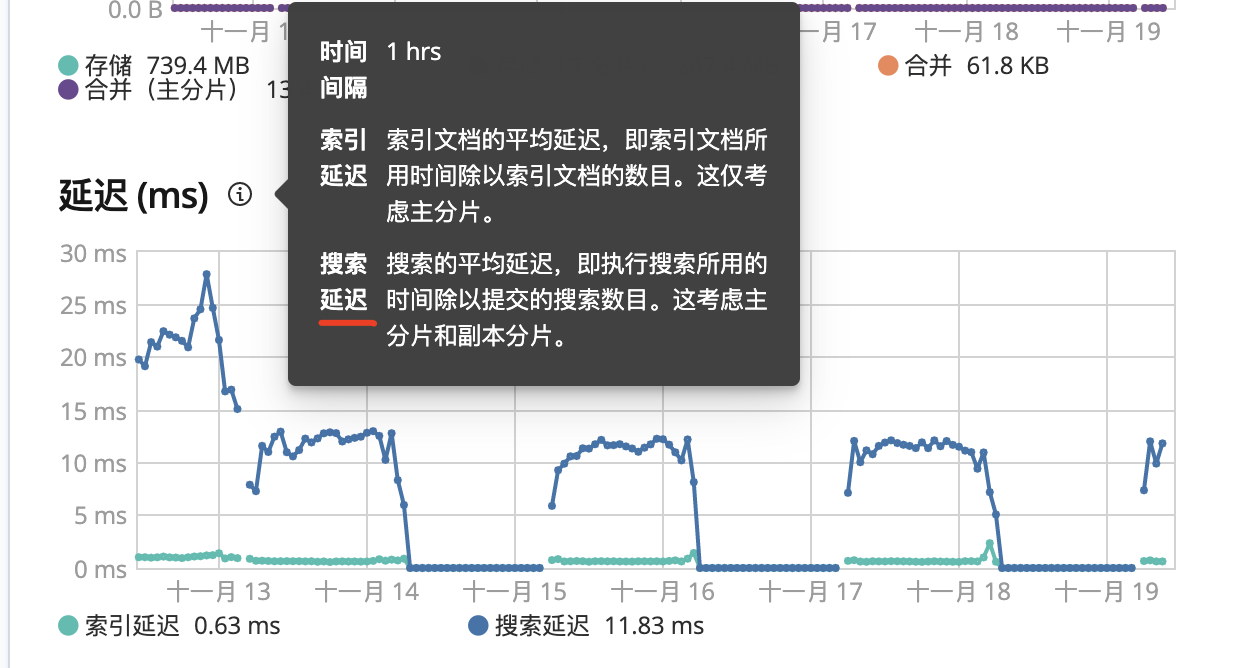 0.0 B
十一月 1
一月 17
十一月 18
十一月 19
存储 739.4 MB
合并 61.8 KB
合并（主分片） 13
时间间隔 1 hrs
索引延迟 索引文档的平均延迟，即索引文档所
用时间除以索引文档的数目。这仅考
虑主分片。
搜索延迟 搜索的平均延迟，即执行搜索所用的
时间除以提交的搜索数目。这考虑主
分片和副本分片。
延迟 (ms)
30 ms
25 ms
20 ms
15 ms
10 ms
5 ms
0 ms
十一月 13
十一月 14
十一月 15
十一月 16
十一月 17
十一月 18
十一月 19
索引延迟 0.63 ms
搜索延迟 11.83 ms